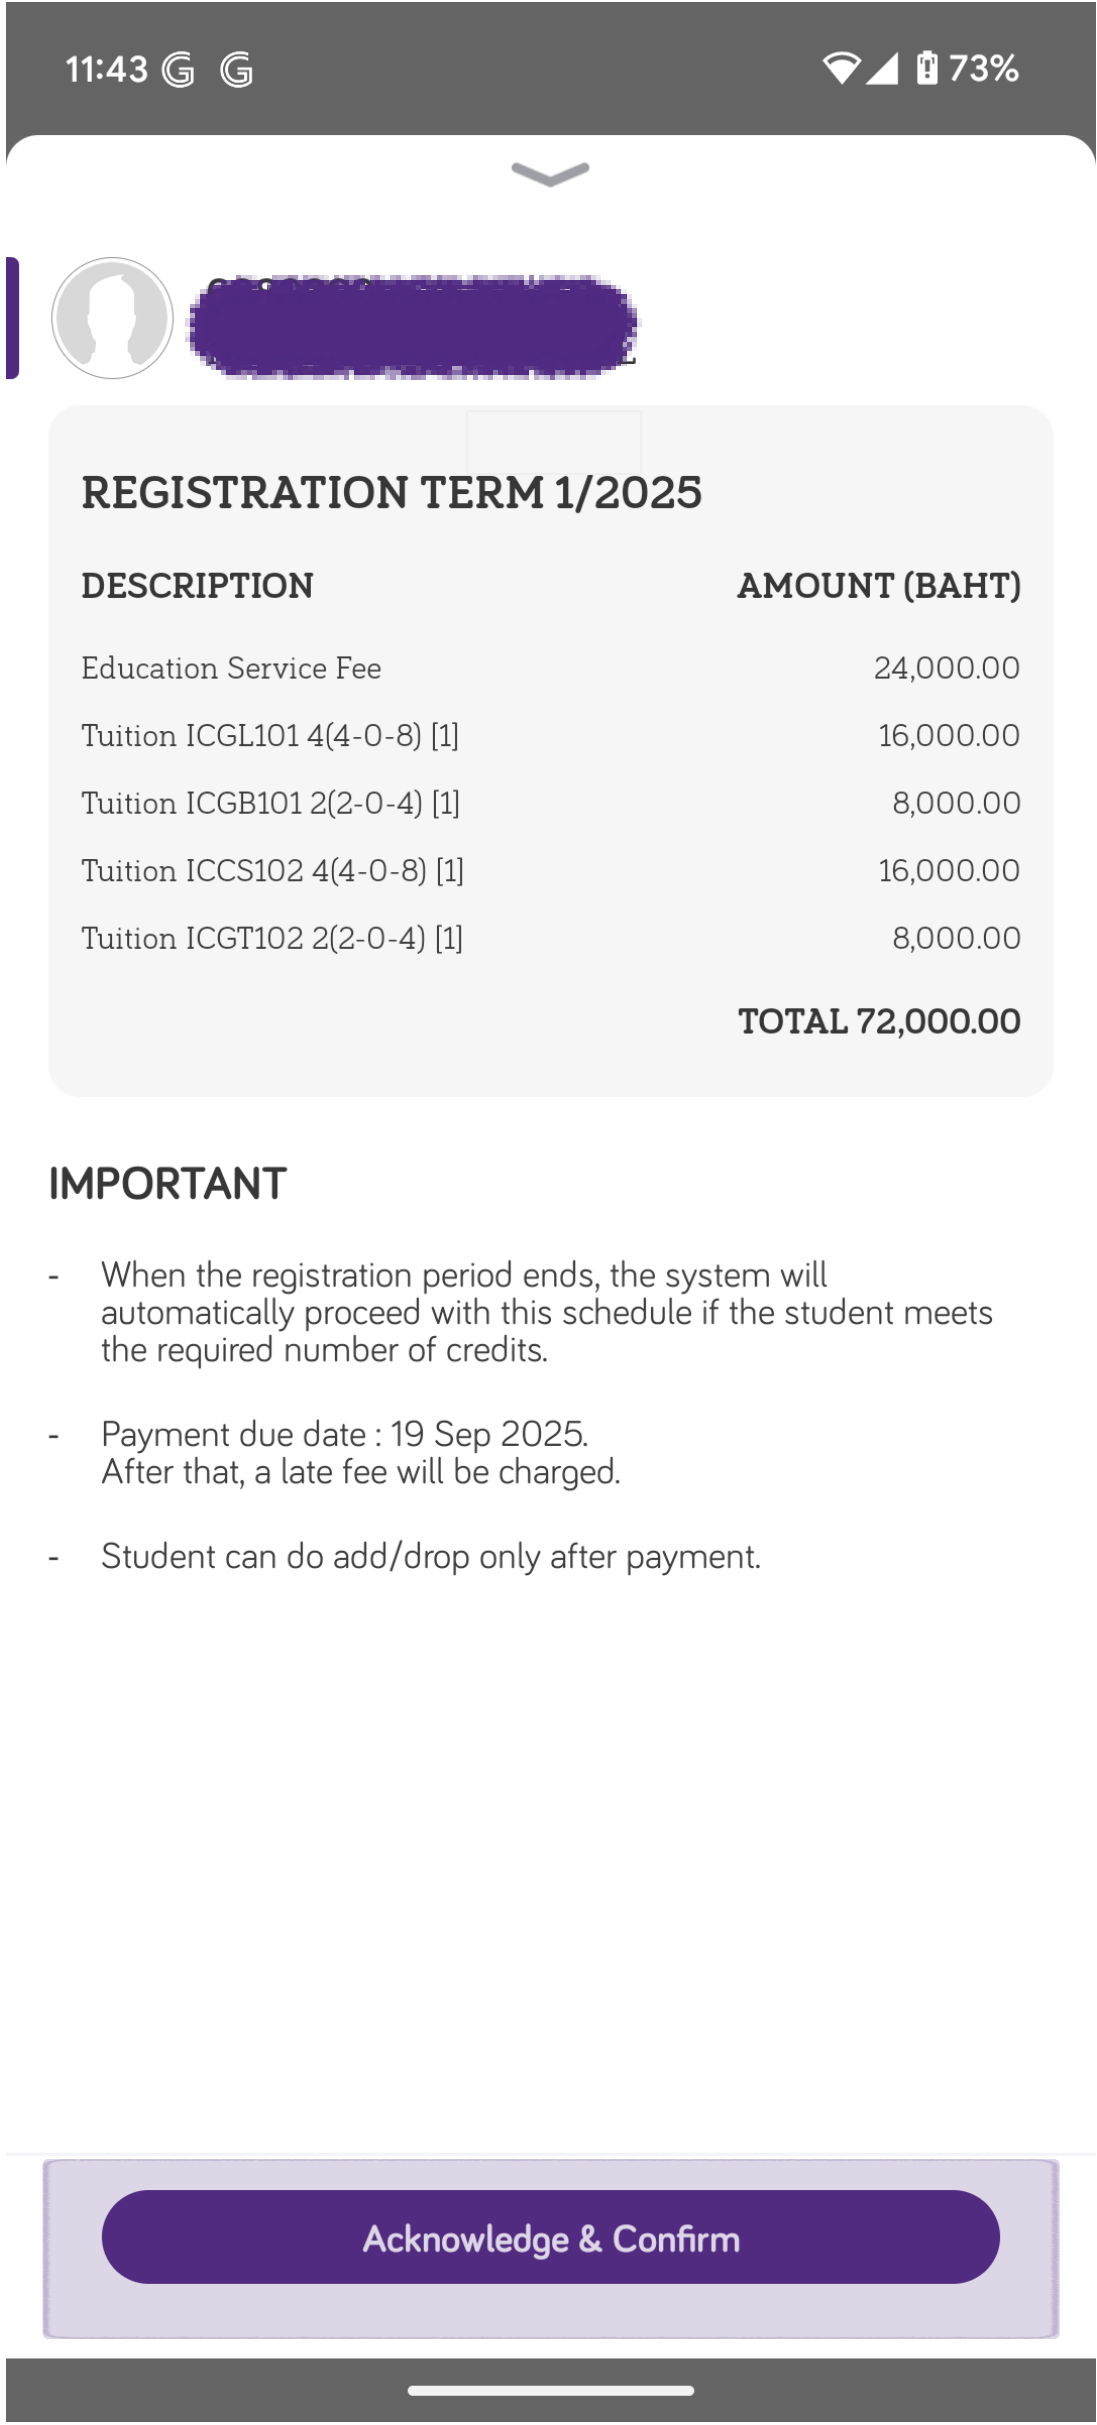 11:43
73%
REGISTRATION TERM 1/2025
DESCRIPTION AMOUNT (BAHT)
Education Service Fee 24,000.00
Tuition ICGL101 4(4-0-8) [1] 16,000.00
Tuition ICGB101 2(2-0-4) [1] 8,000.00
Tuition ICCS102 4(4-0-8) [1] 16,000.00
Tuition ICGT102 2(2-0-4) [1] 8,000.00
TOTAL 72,000.00
IMPORTANT
- When the registration period ends, the system will
automatically proceed with this schedule if the student meets
the required number of credits.
- Payment due date : 19 Sep 2025.
After that, a late fee will be charged.
- Student can do add/drop only after payment.
Acknowledge & Confirm